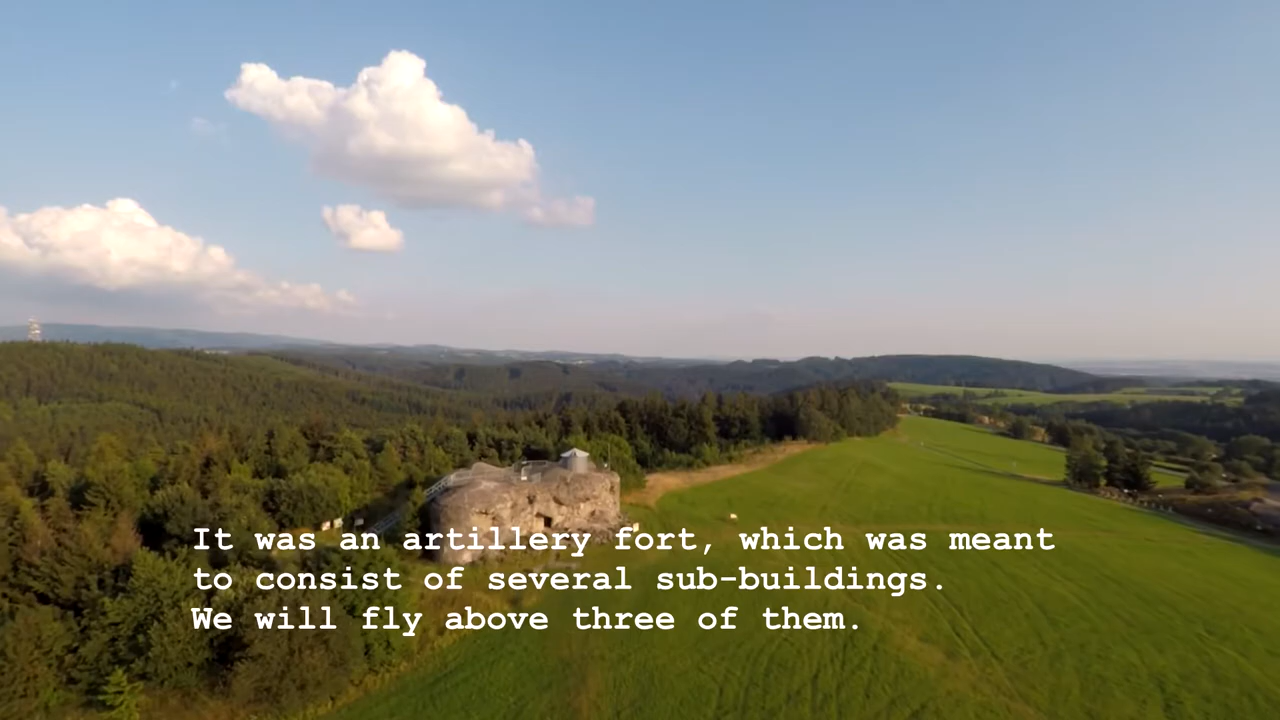 It was an artillery fort, which was meant
to consist of several sub-buildings.
We will fly above three of them.